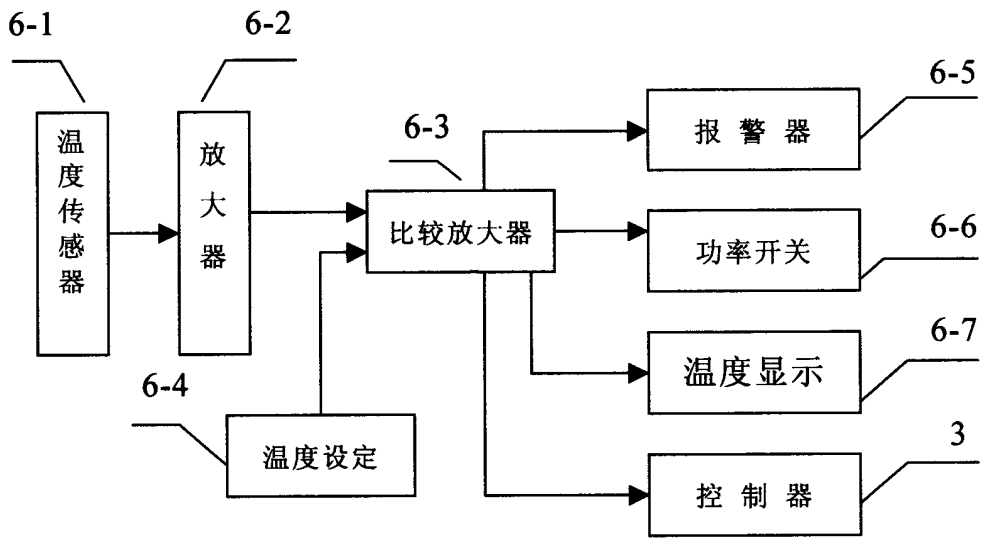 6-1
温度传感器
6-2
放大器
6-3
比较放大器
6-4
温度设定
6-5
报警器
6-6
功率开关
6-7
温度显示
3
控制器